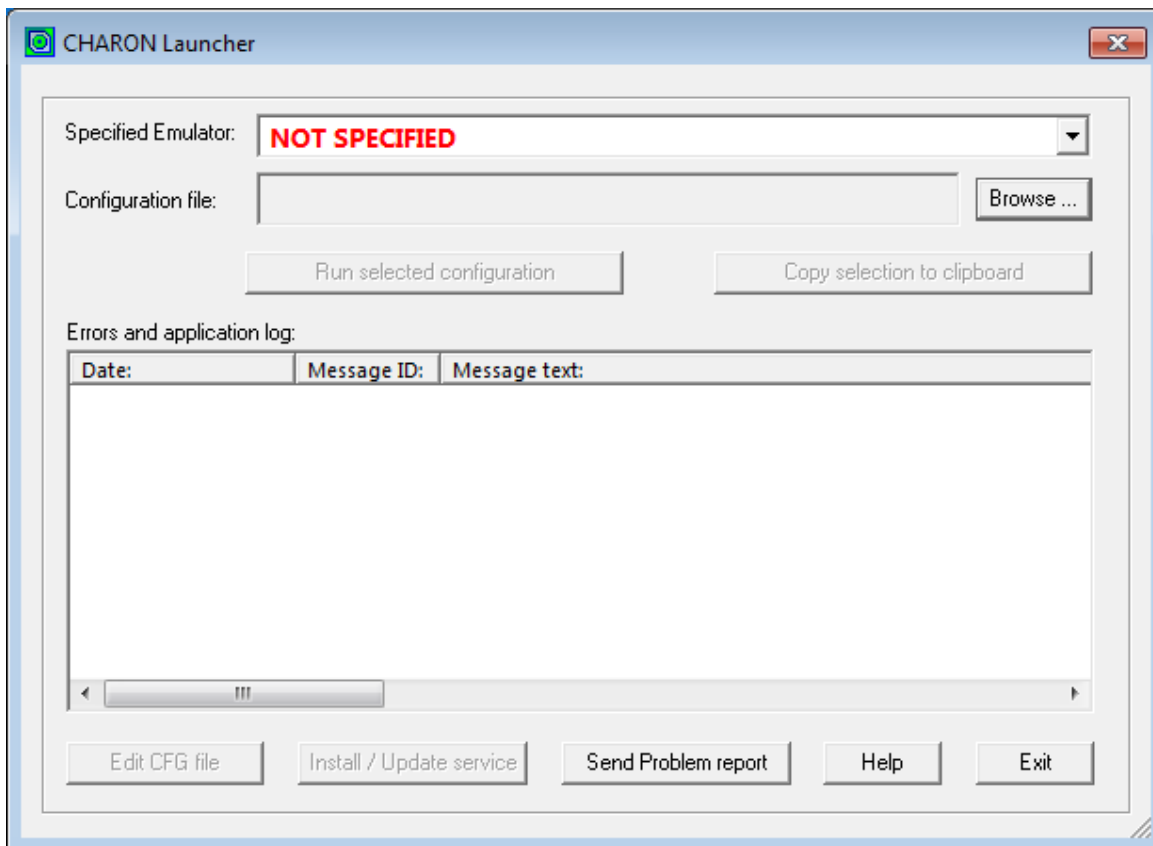 CHARON Launcher
Specified Emulator: NOT SPECIFIED
Configuration file: Browse ...
Run selected configuration Copy selection to clipboard
Errors and application log:
Date: Message ID: Message text:
Edit CFG file Install / Update service Send Problem report Help Exit